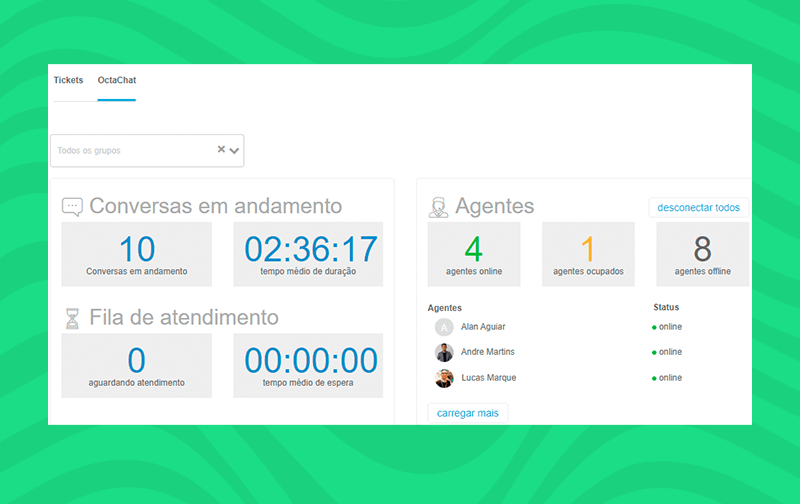 Tickets OctaChat
Todos os grupos
Conversas em andamento
10
Conversas em andamento
02:36:17
tempo médio de duração
Fila de atendimento
0
aguardando atendimento
00:00:00
tempo médio de espera
Agentes
desconectar todos
4
agentes online
1
agentes ocupados
8
agentes offline
Agentes Status
A Alan Aguiar online
Andre Martins online
Lucas Marque online
carregar mais